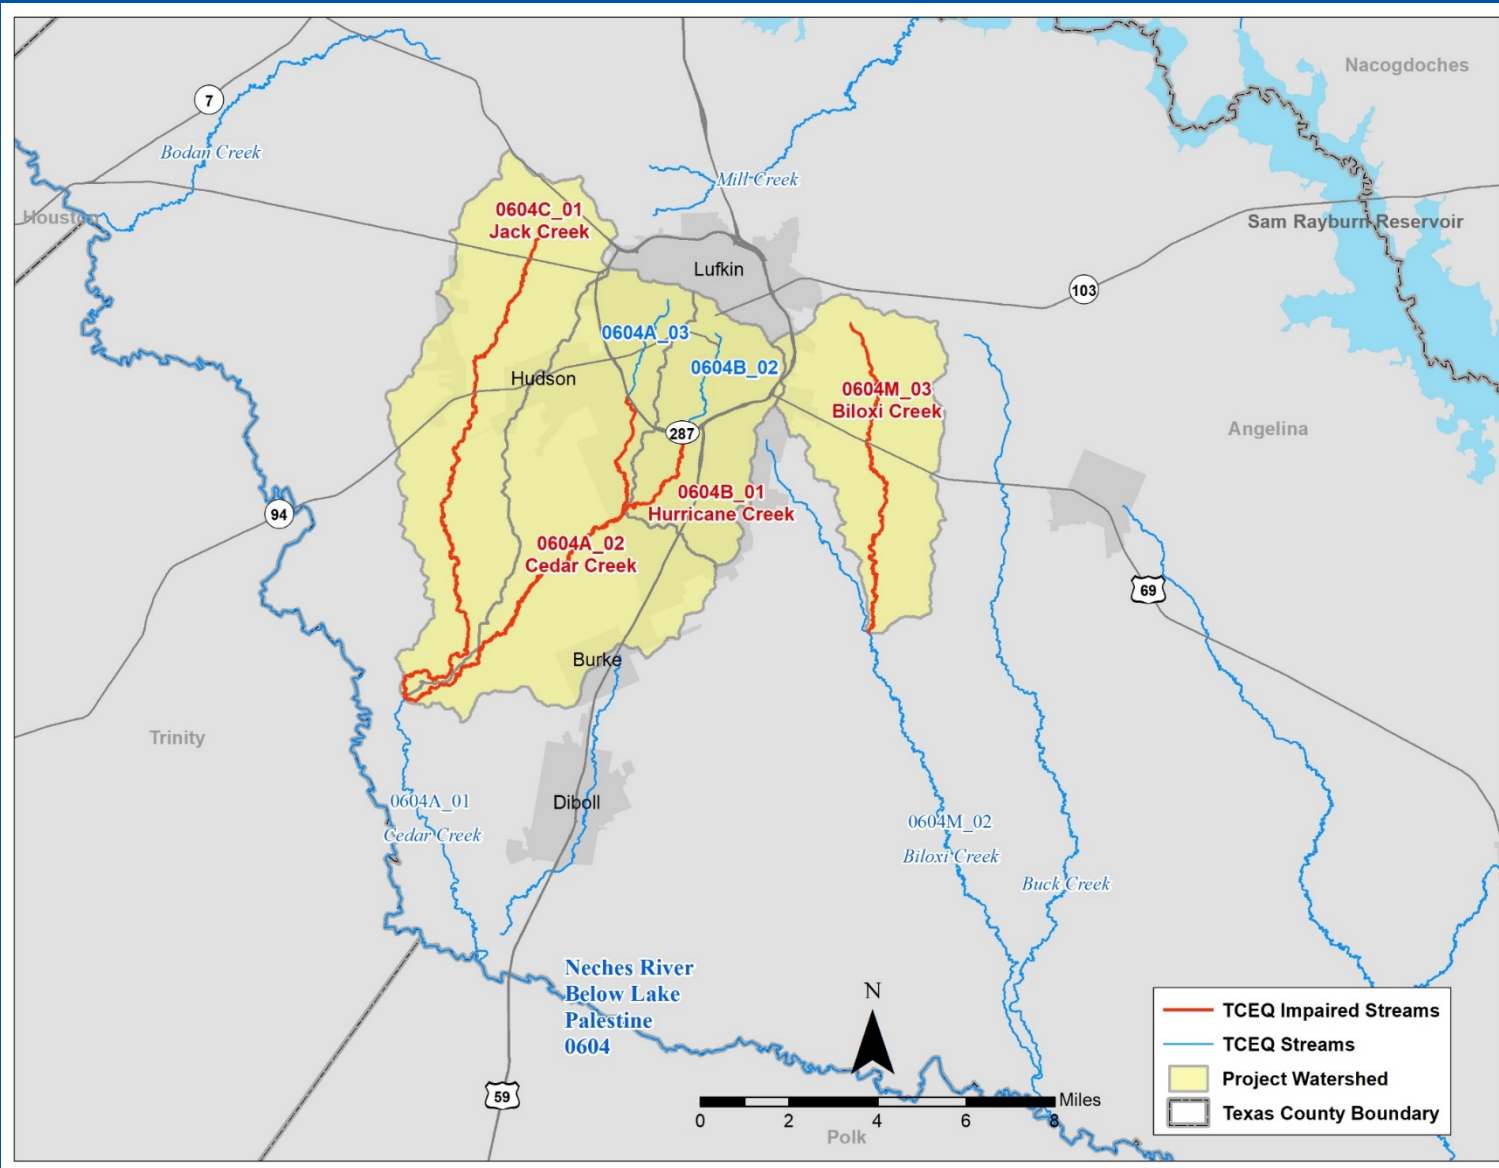 Nacogdoches
7
Bodan Creek
Mill Creek
0604C_01
Jack Creek
Houston
Sam Rayburn Reservoir
Lufkin
103
0604A_03
0604B_02
Hudson
0604M_03
Biloxi Creek
287
Angelina
0604B_01
Hurricane Creek
94
0604A_02
Cedar Creek
69
Burke
Trinity
0604A_01
Cedar Creek
Diboll
0604M_02
Biloxi Creek
Buck Creek
Neches River
Below Lake
Palestine
0604
N
59
0 2 4 6 8
Miles
Polk
TCEQ Impaired Streams
TCEQ Streams
Project Watershed
Texas County Boundary